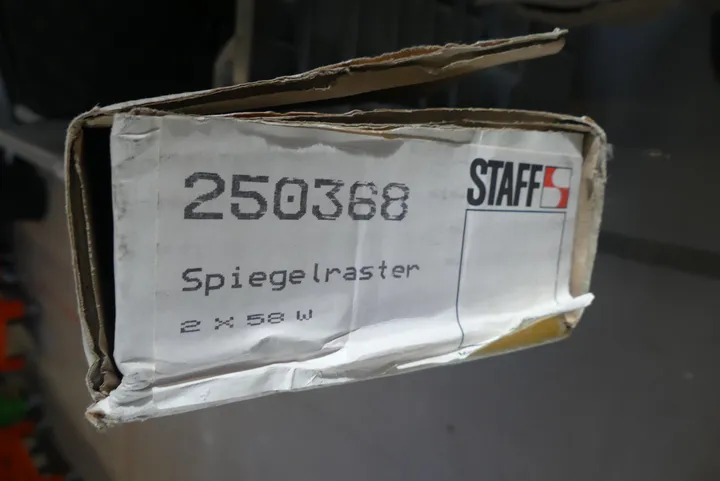 250368
STAFF
Spiegelraster
2 X 58 W